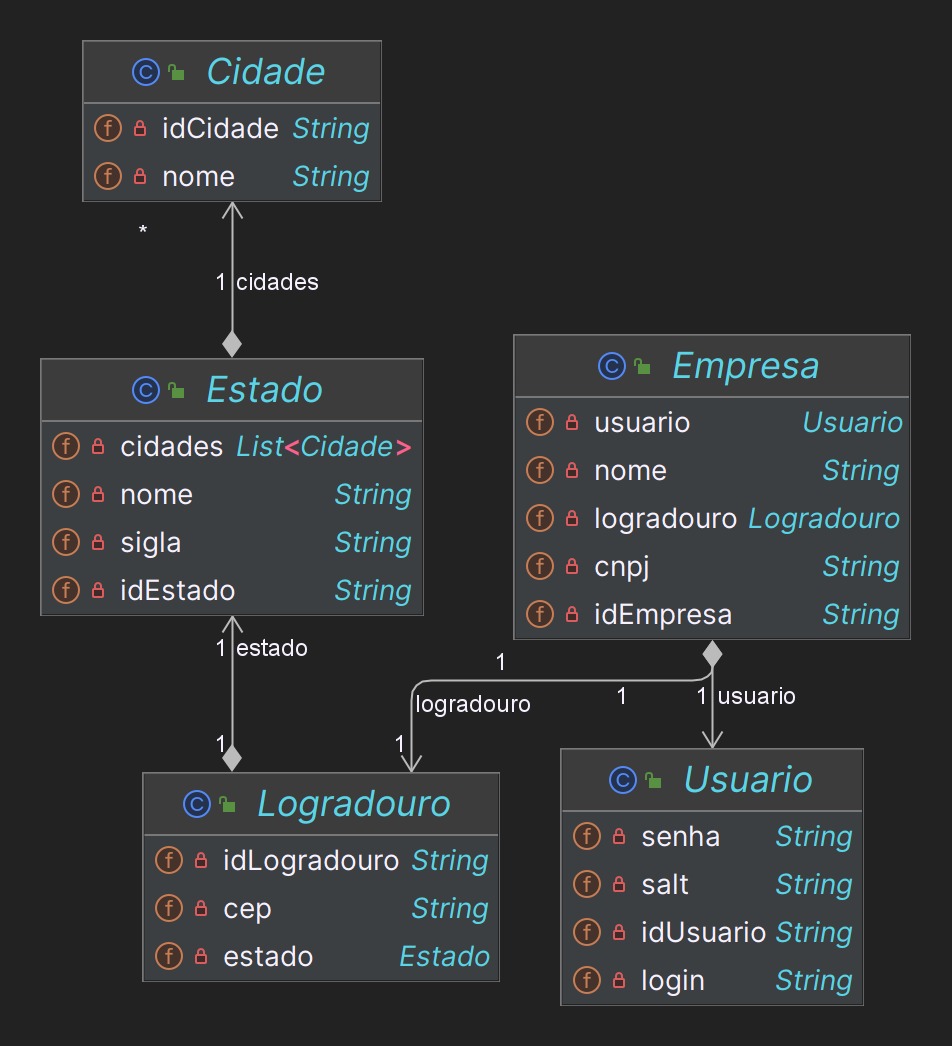 Cidade
idCidade String
nome String
*
1 cidades
Estado
cidades List<Cidade>
nome String
sigla String
idEstado String
1 estado
1
Empresa
usuario Usuario
nome String
logradouro Logradouro
cnpj String
idEmpresa String
1
logradouro
1
1
1 usuario
Logradouro
idLogradouro String
cep String
estado Estado
Usuario
senha String
salt String
idUsuario String
login String